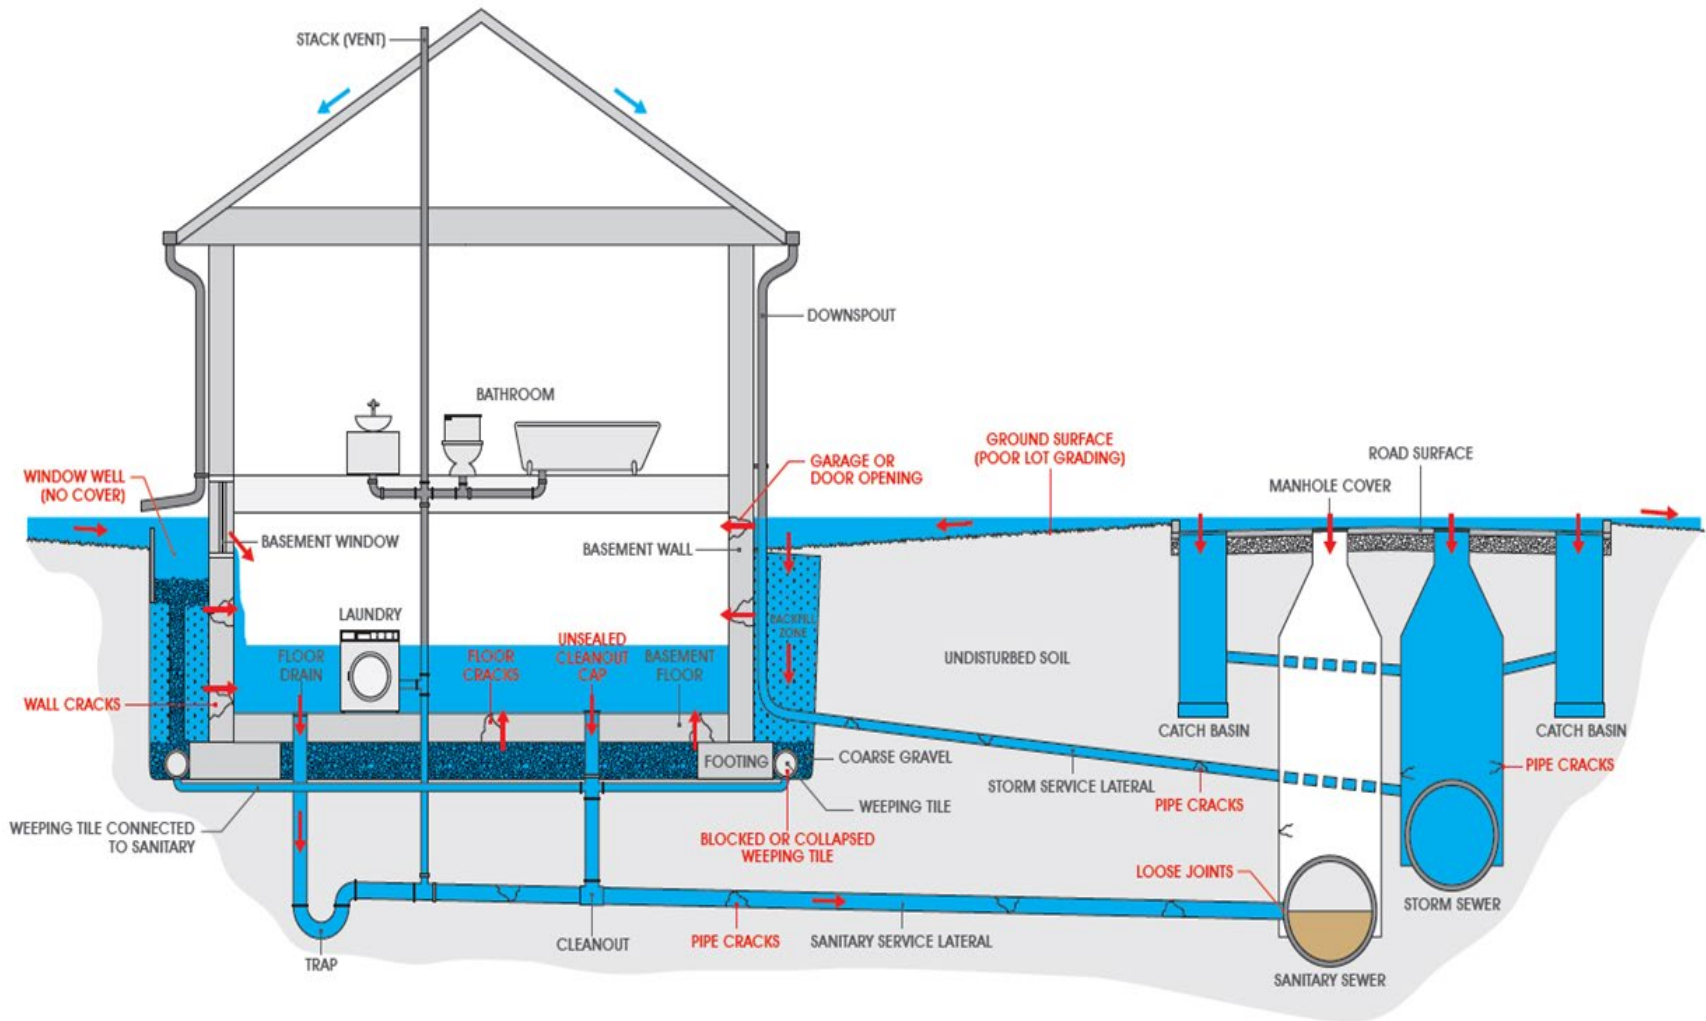 STACK (VENT)
DOWNSPOUT
BATHROOM
WINDOW WELL
(NO COVER)
GARAGE OR
DOOR OPENING
GROUND SURFACE
(POOR LOT GRADING)
ROAD SURFACE
MANHOLE COVER
BASEMENT WINDOW
BASEMENT WALL
LAUNDRY
BACKFILL
ZONE
UNDISTURBED SOIL
FLOOR
DRAIN
FLOOR
CRACKS
UNSEALED
CLEANOUT
CAP
BASEMENT
FLOOR
WALL CRACKS
CATCH BASIN
CATCH BASIN
FOOTING
COARSE GRAVEL
STORM SERVICE LATERAL
PIPE CRACKS
PIPE CRACKS
WEEPING TILE
WEEPING TILE CONNECTED
TO SANITARY
BLOCKED OR COLLAPSED
WEEPING TILE
LOOSE JOINTS
STORM SEWER
TRAP
CLEANOUT
PIPE CRACKS
SANITARY SERVICE LATERAL
SANITARY SEWER